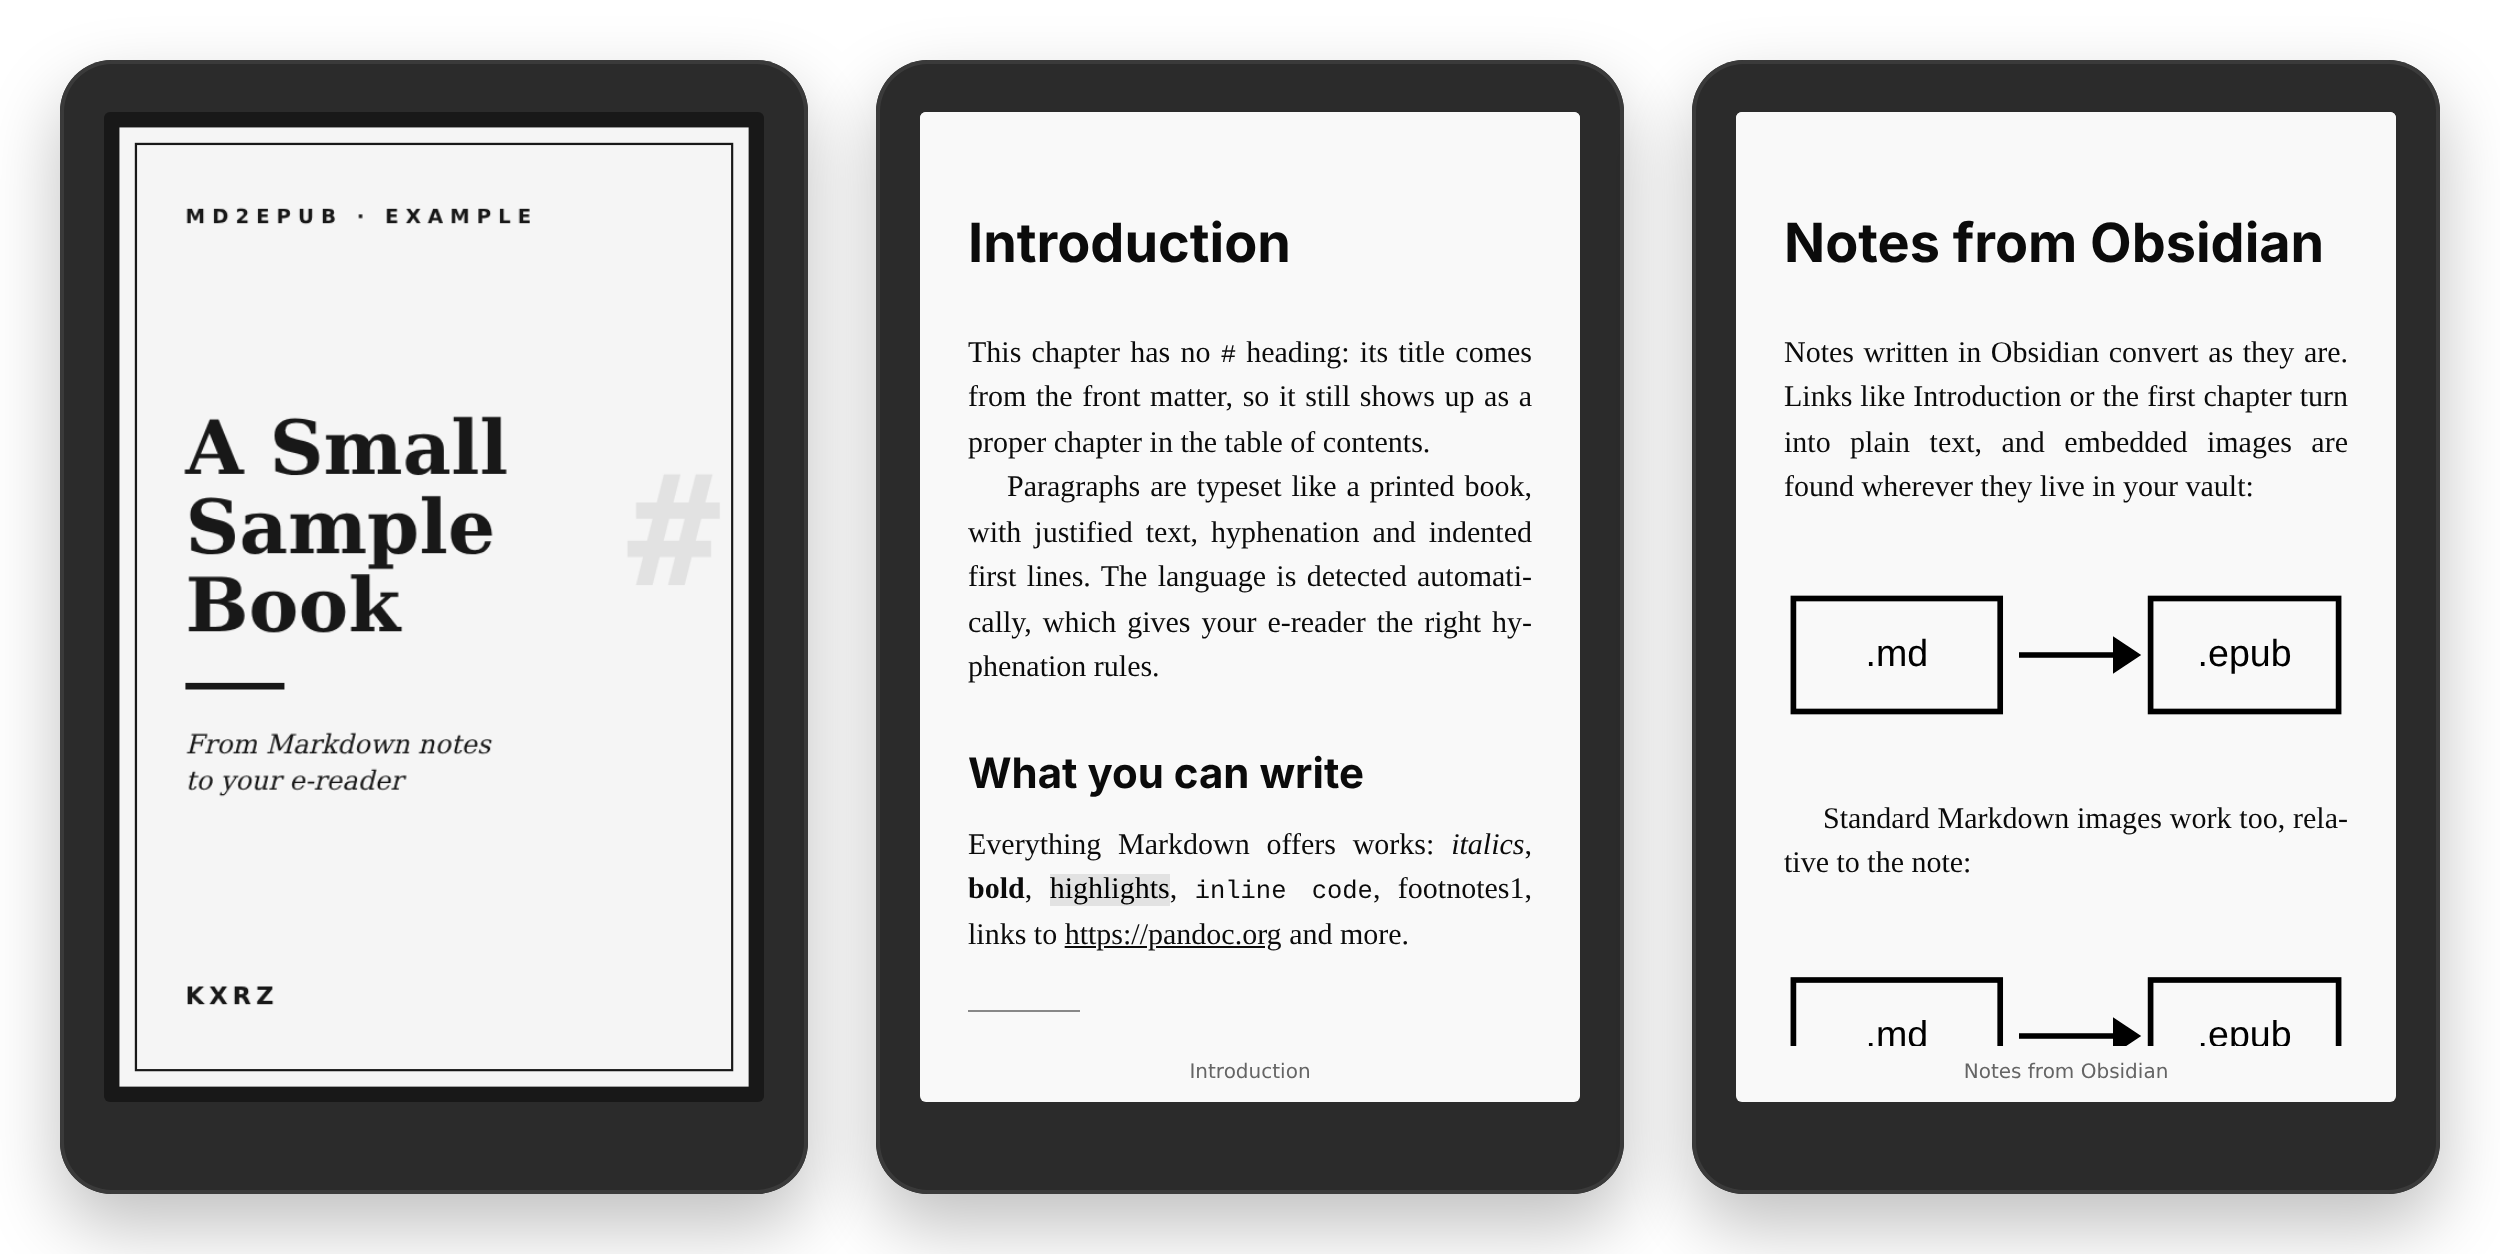 MD2EPUB · EXAMPLE
A Small
Sample
Book
#
From Markdown notes
to your e-reader
KXRZ
Introduction
This chapter has no # heading: its title comes
from the front matter, so it still shows up as a
proper chapter in the table of contents.
Paragraphs are typeset like a printed book,
with justified text, hyphenation and indented
first lines. The language is detected automati-
cally, which gives your e-reader the right hy-
phenation rules.
What you can write
Everything Markdown offers works: italics,
bold, highlights, inline code, footnotes1,
links to https://pandoc.org and more.
Introduction
Notes from Obsidian
Notes written in Obsidian convert as they are.
Links like Introduction or the first chapter turn
into plain text, and embedded images are
found wherever they live in your vault:
.md .epub
Standard Markdown images work too, rela-
tive to the note:
.md .epub
Notes from Obsidian